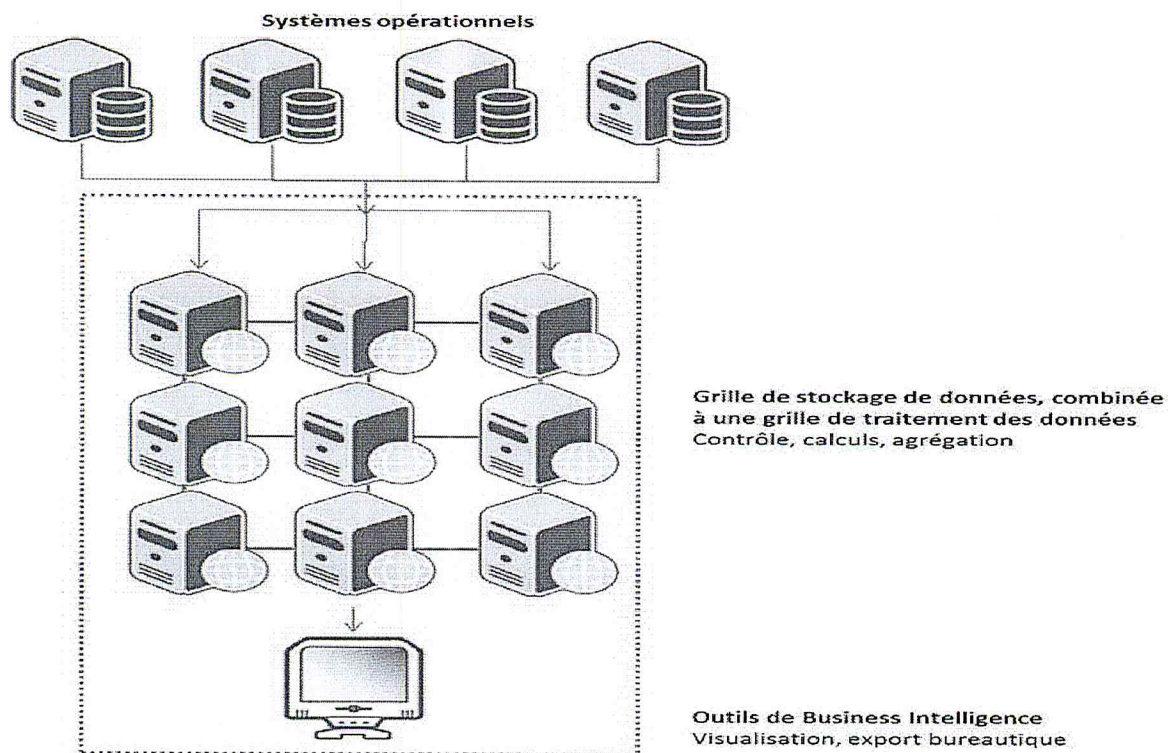 Systèmes opérationnels
Grille de stockage de données, combinée
à une grille de traitement des données
Contrôle, calculs, agrégation
Outils de Business Intelligence
Visualisation, export bureautique